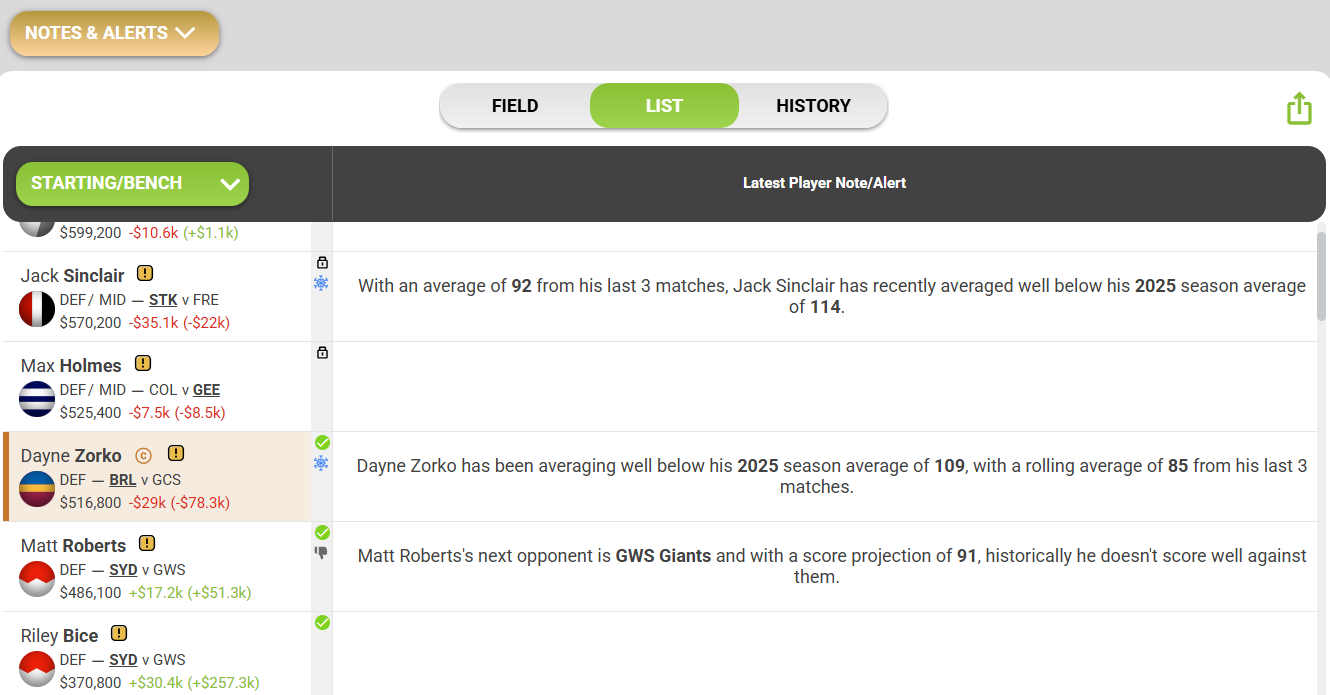 NOTES & ALERTS
FIELD LIST HISTORY
STARTING/BENCH
Latest Player Note/Alert
$599,200 -$10.6k (+$1.1k)
Jack Sinclair
DEF/ MID — STK v FRE
$570,200 -$35.1k (-$22k)
With an average of 92 from his last 3 matches, Jack Sinclair has recently averaged well below his 2025 season average
of 114.
Max Holmes
DEF/ MID — COL v GEE
$525,400 -$7.5k (-$8.5k)
Dayne Zorko C
DEF — BRL v GCS
$516,800 -$29k (-$78.3k)
Dayne Zorko has been averaging well below his 2025 season average of 109, with a rolling average of 85 from his last 3
matches.
Matt Roberts
DEF — SYD v GWS
$486,100 +$17.2k (+$51.3k)
Matt Roberts's next opponent is GWS Giants and with a score projection of 91, historically he doesn't score well against
them.
Riley Bice
DEF — SYD v GWS
$370,800 +$30.4k (+$257.3k)